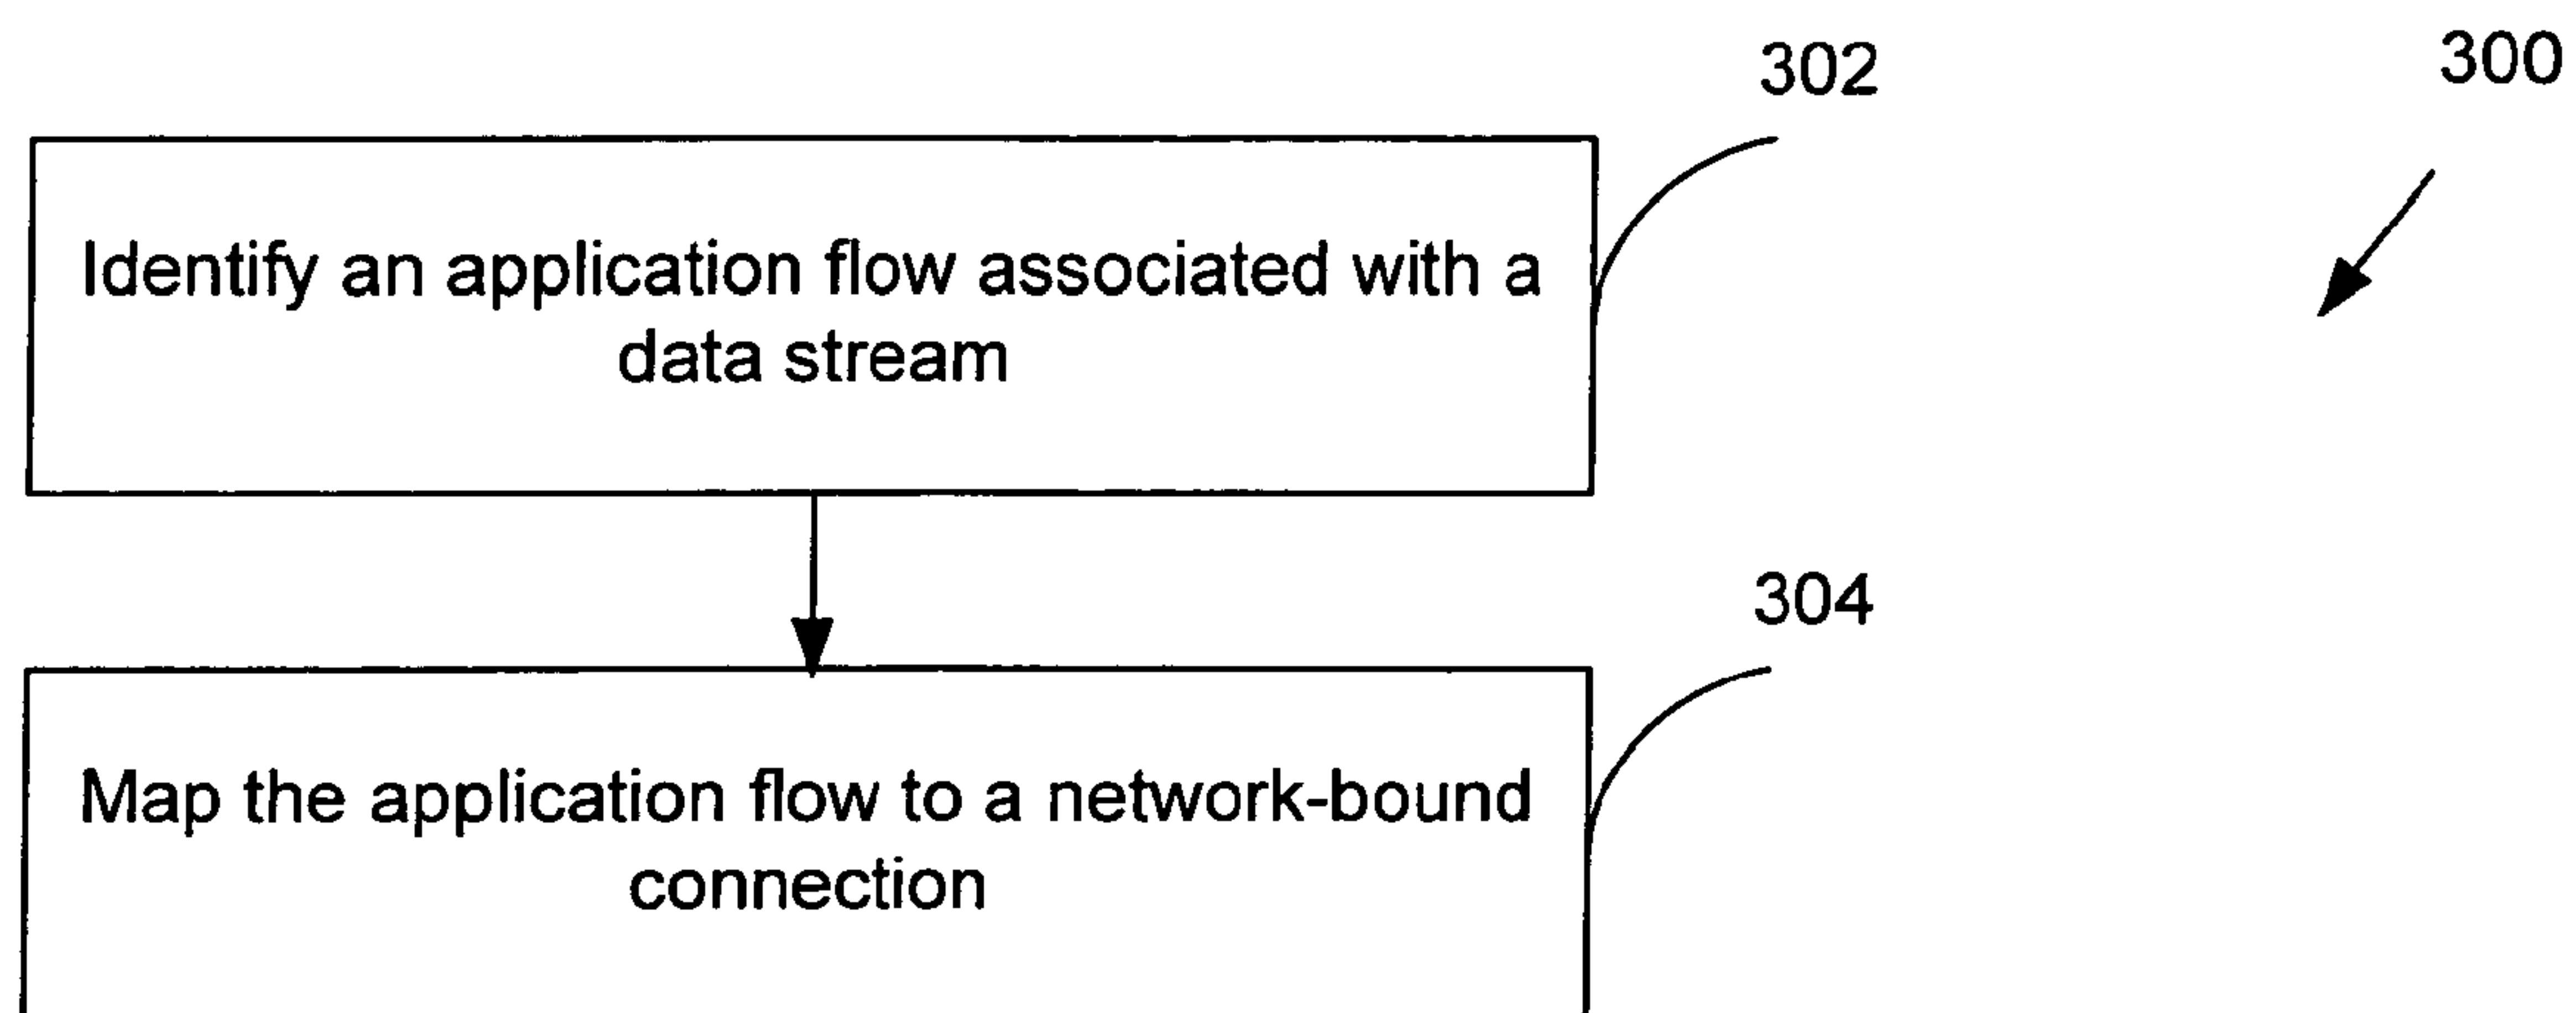 300
302
Identify an application flow associated with a
data stream
304
Map the application flow to a network-bound
connection